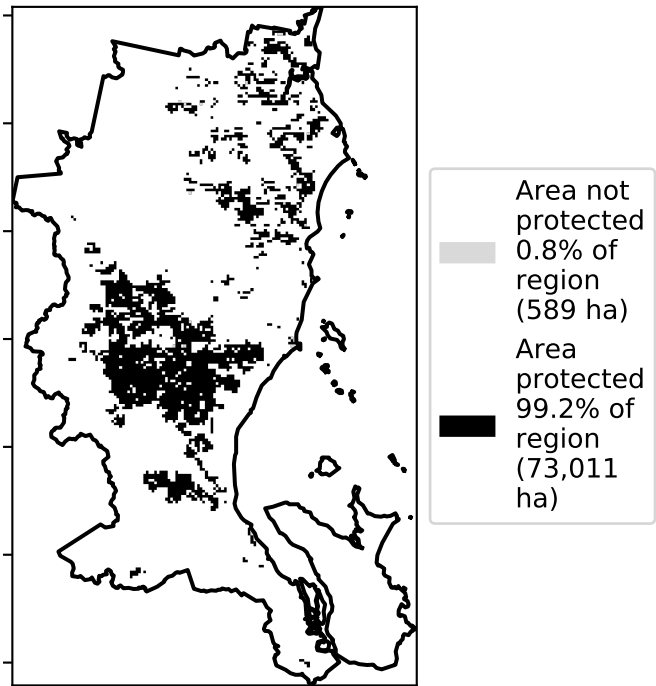 Area not
protected
0.8% of
region
(589 ha)
Area
protected
99.2% of
region
(73,011
ha)